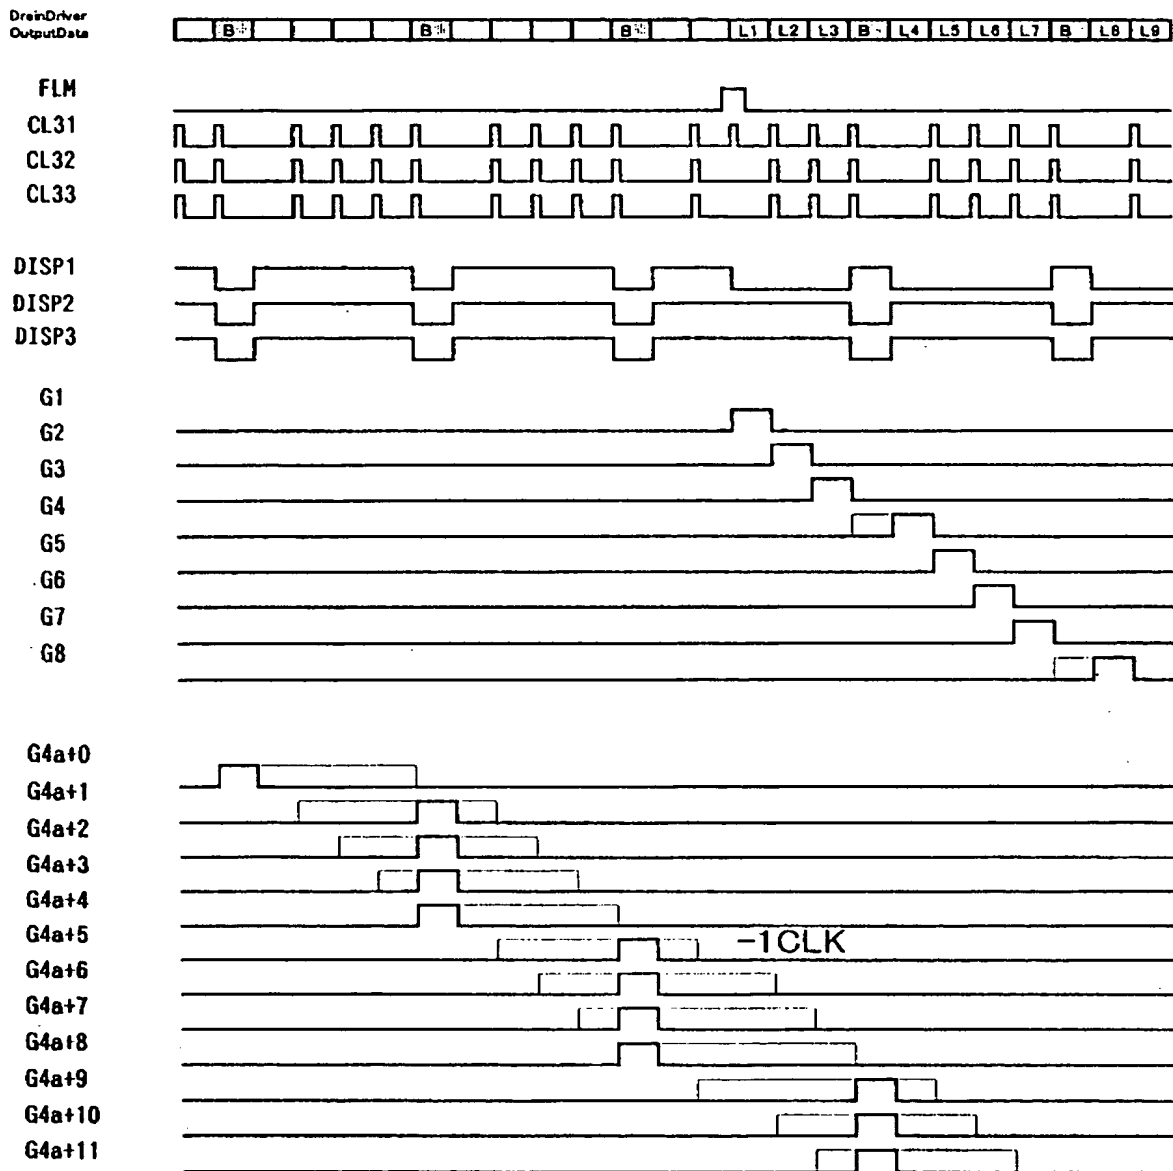 DrainDriver
OutputData
B B B L1 L2 L3 B L4 L5 L6 L7 B L8 L9
FLM
CL31
CL32
CL33
DISP1
DISP2
DISP3
G1
G2
G3
G4
G5
G6
G7
G8
G4a+0
G4a+1
G4a+2
G4a+3
G4a+4
G4a+5
-1CLK
G4a+6
G4a+7
G4a+8
G4a+9
G4a+10
G4a+11